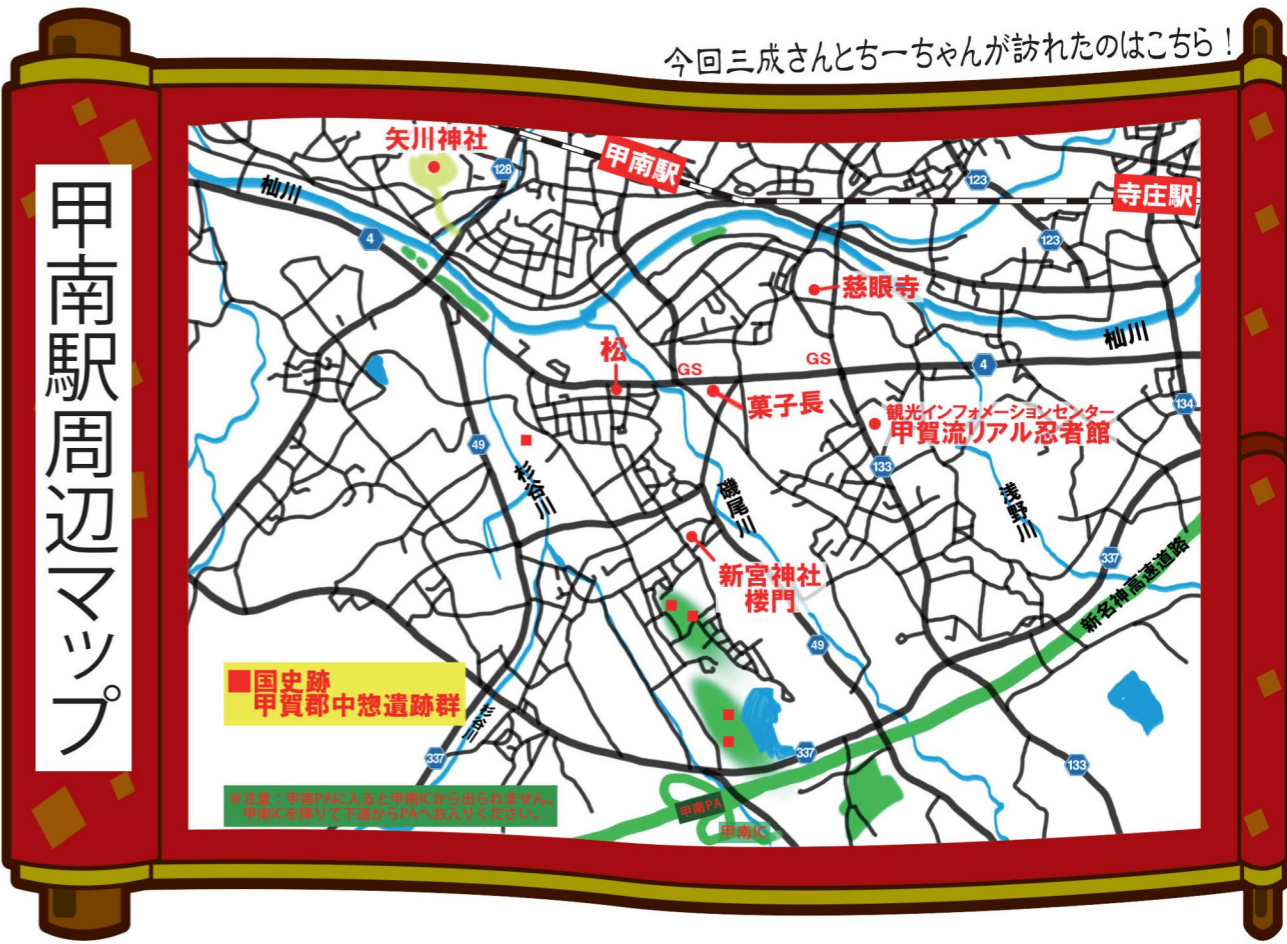 今回三成さんとちーちゃんが訪れたのはこちら！
甲南駅周辺マップ
矢川神社
甲南駅
寺庄駅
杣川
128
123
123
4
慈眼寺
杣川
松
GS
GS
4
菓子長
観光インフォメーションセンター
甲賀流リアル忍者館
134
49
杉谷川
133
磯尾川
浅野川
新宮神社
楼門
337
新名神高速道路
49
国史跡
甲賀郡中惣遺跡群
杉谷川
337
337
133
※注意：甲南PAに入ると甲南ICから出られません。
甲南ICを降りて下道からPAへお入りください。
甲南PA
甲南IC